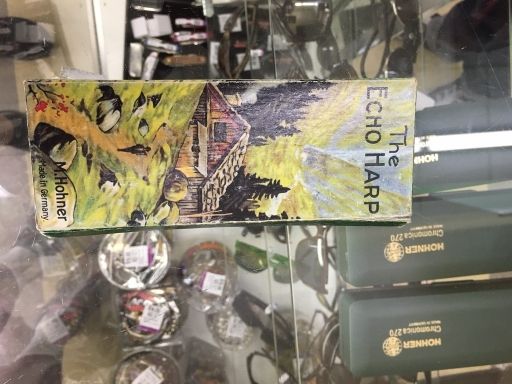 The
ECHO HARP
M. Hohner
Made in Germany.
HOHNER
HOHNER
Chromonica 270
HOHNER
Chromonica 270